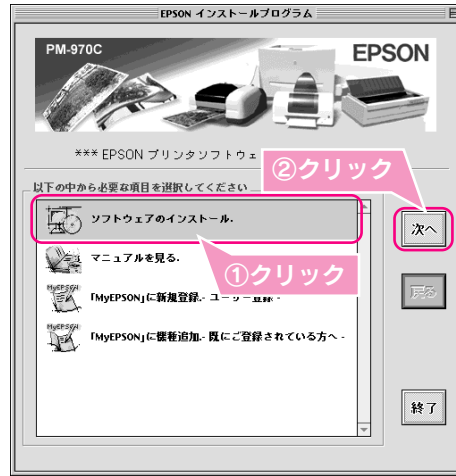 EPSON インストールプログラム
PM-970C
EPSON
*** EPSON プリンタソフトウェ
②クリック
以下の中から必要な項目を選択してください
ソフトウェアのインストール.
次へ
マニュアルを見る.
①クリック
戻る
「MyEPSON」に新規登録.- ユーザー登録 -
「MyEPSON」に機種追加.- 既にご登録されている方へ -
終了